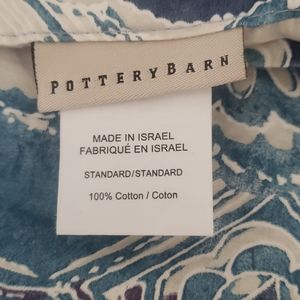 POTTERYBARN
MADE IN ISRAEL
FABRIQUÉ EN ISRAEL
STANDARD/STANDARD
100% Cotton / Coton